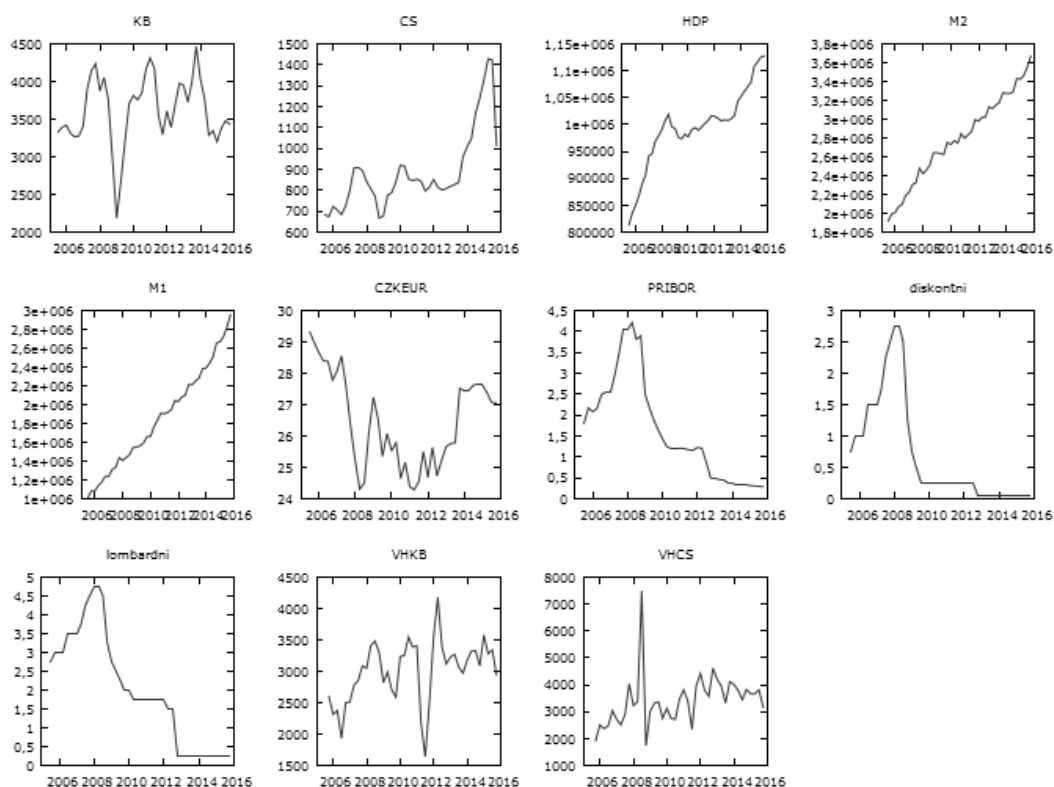 KB CS HDP M2
4500 1500 1,15e+006 3,8e+006
1400 1,1e+006 3,6e+006
4000 1300 3,4e+006
1200 1,05e+006 3,2e+006
3500 1100 1e+006 3e+006
1000 950000 2,8e+006
3000 900 900000 2,6e+006
800 2,4e+006
2500 700 850000 2,2e+006
2000 600 800000 2e+006
1,8e+006
2006 2008 2010 2012 2014 2016 2006 2008 2010 2012 2014 2016 2006 2008 2010 2012 2014 2016 2006 2008 2010 2012 2014 2016
M1 CZKEUR PRIBOR diskontni
3e+006 30 4,5 3
2,8e+006 29 4 2,5
2,6e+006 28 3,5
2,4e+006 3 2
2,2e+006 27 2,5
2e+006 2 1,5
1,8e+006 26 1,5 1
1,6e+006 25 1
1,4e+006 0,5 0,5
1,2e+006 24 0 0
1e+006
2006 2008 2010 2012 2014 2016 2006 2008 2010 2012 2014 2016 2006 2008 2010 2012 2014 2016 2006 2008 2010 2012 2014 2016
lombardni VHKB VHCS
5 4500 8000
4,5 4000 7000
4 3500 6000
3,5 3000 5000
3 2500 4000
2,5 2000 3000
2 1500 2000
1,5 1000
1
0,5
0
2006 2008 2010 2012 2014 2016 2006 2008 2010 2012 2014 2016 2006 2008 2010 2012 2014 2016